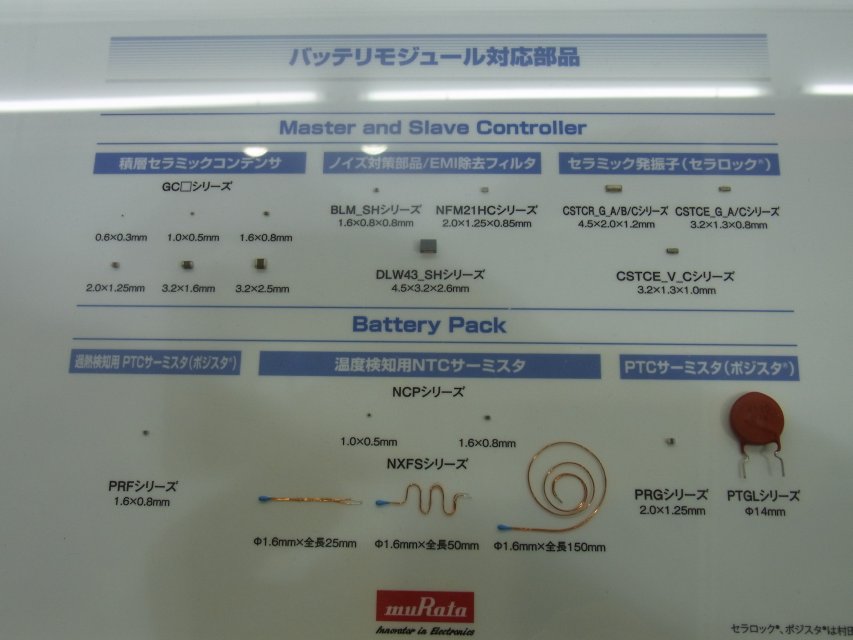 バッテリモジュール対応部品
Master and Slave Controller
積層セラミックコンデンサ
ノイズ対策部品/EMI除去フィルタ
セラミック発振子(セラロック®)
GC□シリーズ
BLM_SHシリーズ
1.6×0.8×0.8mm
NFM21HCシリーズ
2.0×1.25×0.85mm
CSTCR_G_A/B/Cシリーズ
4.5×2.0×1.2mm
CSTCE_G_A/Cシリーズ
3.2×1.3×0.8mm
0.6×0.3mm
1.0×0.5mm
1.6×0.8mm
DLW43_SHシリーズ
4.5×3.2×2.6mm
CSTCE_V_Cシリーズ
3.2×1.3×1.0mm
2.0×1.25mm
3.2×1.6mm
3.2×2.5mm
Battery Pack
過熱検知用 PTCサーミスタ(ポジスタ®)
温度検知用NTCサーミスタ
PTCサーミスタ(ポジスタ®)
NCPシリーズ
1.0×0.5mm
1.6×0.8mm
NXFSシリーズ
PRFシリーズ
1.6×0.8mm
PRGシリーズ
2.0×1.25mm
PTGLシリーズ
Φ14mm
Φ1.6mm×全長25mm
Φ1.6mm×全長50mm
Φ1.6mm×全長150mm
muRata
Innovator in Electronics
セラロック®、ポジスタ®は村田